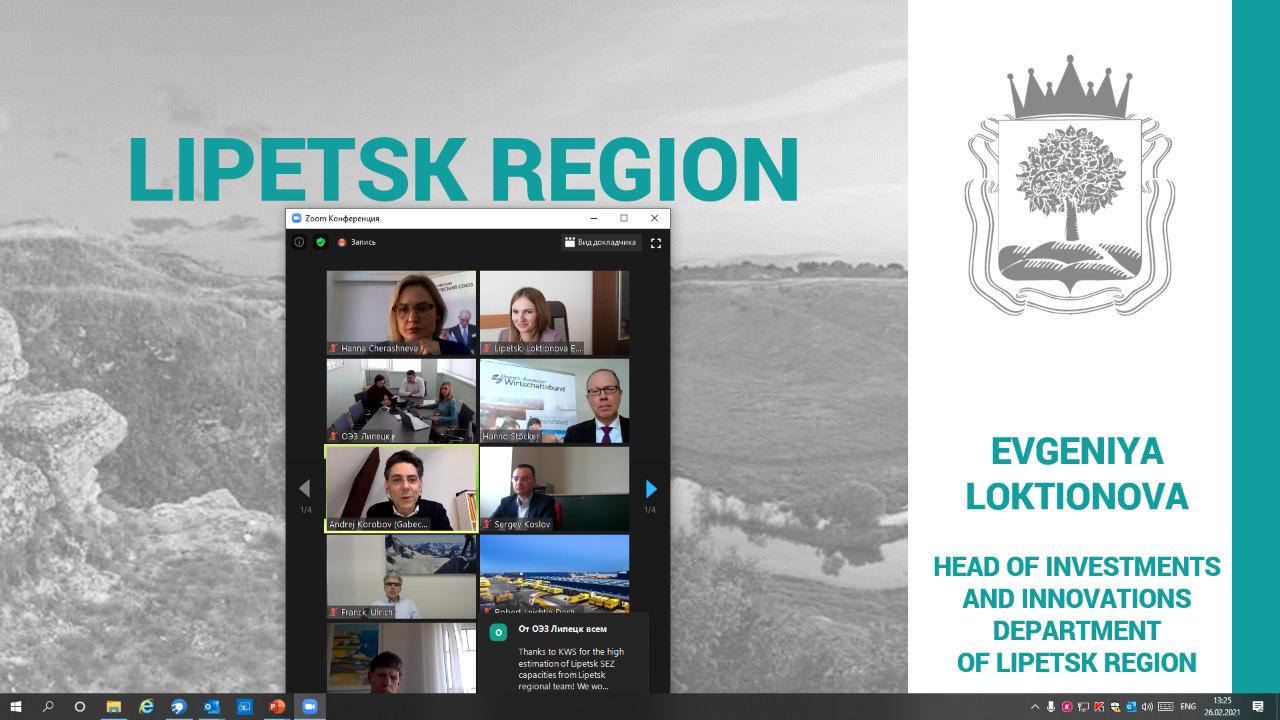 LIPETSK REGION
Zoom Конференция
Запись
Вид докладчика
Hanna Cherashneva
Lipetsk, Loktionova E...
ОЭЗ Липецк
Wirtschaftsbund
Hanno Stöcker
Andrej Korobov (Gabec...
Sergey Koslov
1/4
1/4
Franck, Ulrich
От ОЭЗ Липецк всем
О
Thanks to KWS for the high
estimation of Lipetsk SEZ
capacities from Lipetsk
regional team! We wo...
EVGENIYA
LOKTIONOVA
HEAD OF INVESTMENTS
AND INNOVATIONS
DEPARTMENT
OF LIPETSK REGION
ENG
13:25
26.02.2021